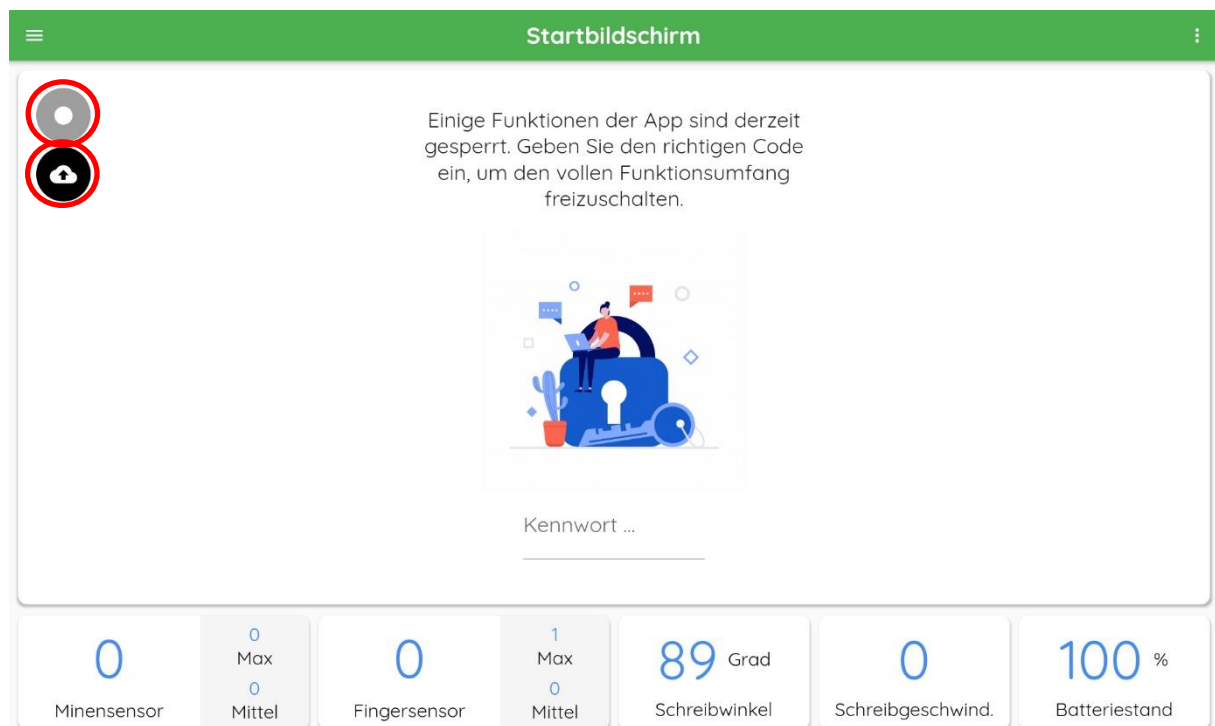 Startbildschirm
Einige Funktionen der App sind derzeit
gesperrt. Geben Sie den richtigen Code
ein, um den vollen Funktionsumfang
freizuschalten.
Kennwort ...
0
Minensensor
0
Max
0
Mittel
0
Fingersensor
1
Max
0
Mittel
89 Grad
Schreibwinkel
0
Schreibgeschwind.
100 %
Batteriestand